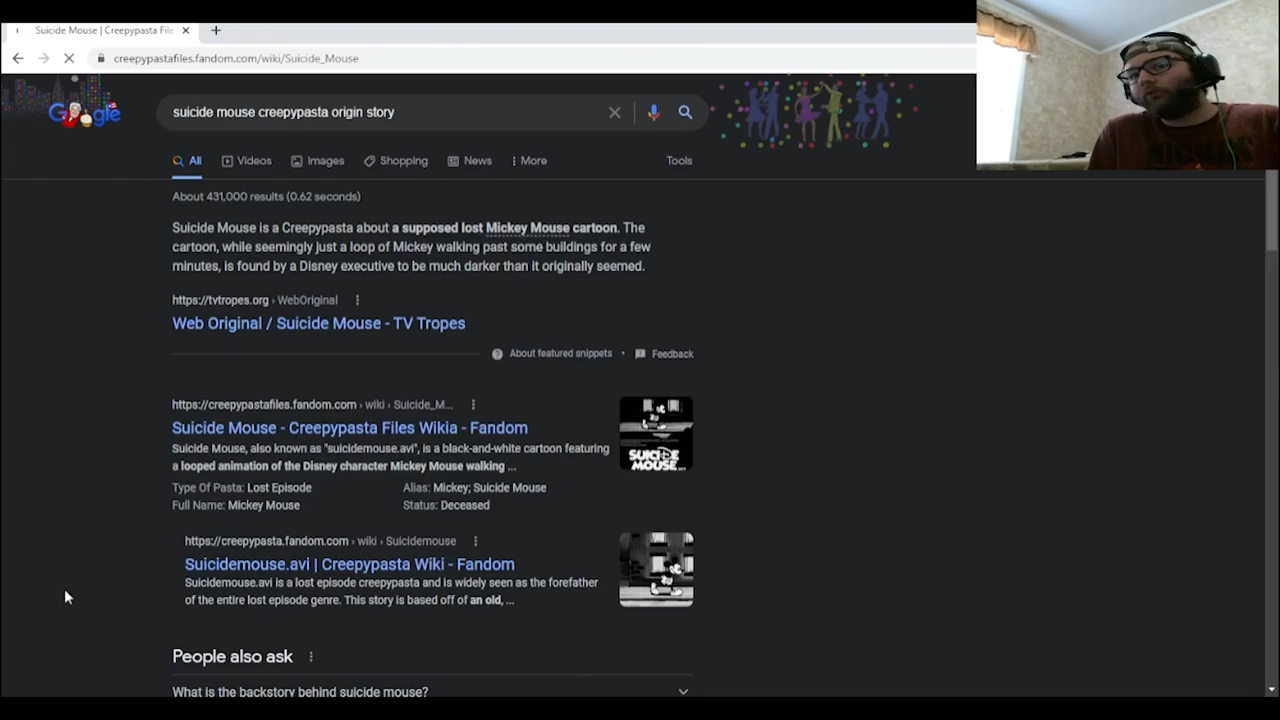 Suicide Mouse | Creepypasta File
creepypastafiles.fandom.com/wiki/Suicide_Mouse
Google
suicide mouse creepypasta origin story
All Videos Images Shopping News More Tools
About 431,000 results (0.62 seconds)
Suicide Mouse is a Creepypasta about a supposed lost Mickey Mouse cartoon. The
cartoon, while seemingly just a loop of Mickey walking past some buildings for a few
minutes, is found by a Disney executive to be much darker than it originally seemed.
https://tvtropes.org › WebOriginal
Web Original / Suicide Mouse - TV Tropes
About featured snippets • Feedback
https://creepypastafiles.fandom.com › wiki › Suicide_M...
Suicide Mouse - Creepypasta Files Wikia - Fandom
Suicide Mouse, also known as "suicidemouse.avi", is a black-and-white cartoon featuring
a looped animation of the Disney character Mickey Mouse walking ...
Type Of Pasta: Lost Episode Alias: Mickey; Suicide Mouse
Full Name: Mickey Mouse Status: Deceased
SUICIDE
MOUSE
https://creepypasta.fandom.com › wiki › Suicidemouse
Suicidemouse.avi | Creepypasta Wiki - Fandom
Suicidemouse.avi is a lost episode creepypasta and is widely seen as the forefather
of the entire lost episode genre. This story is based off of an old, ...
People also ask
What is the backstory behind suicide mouse?